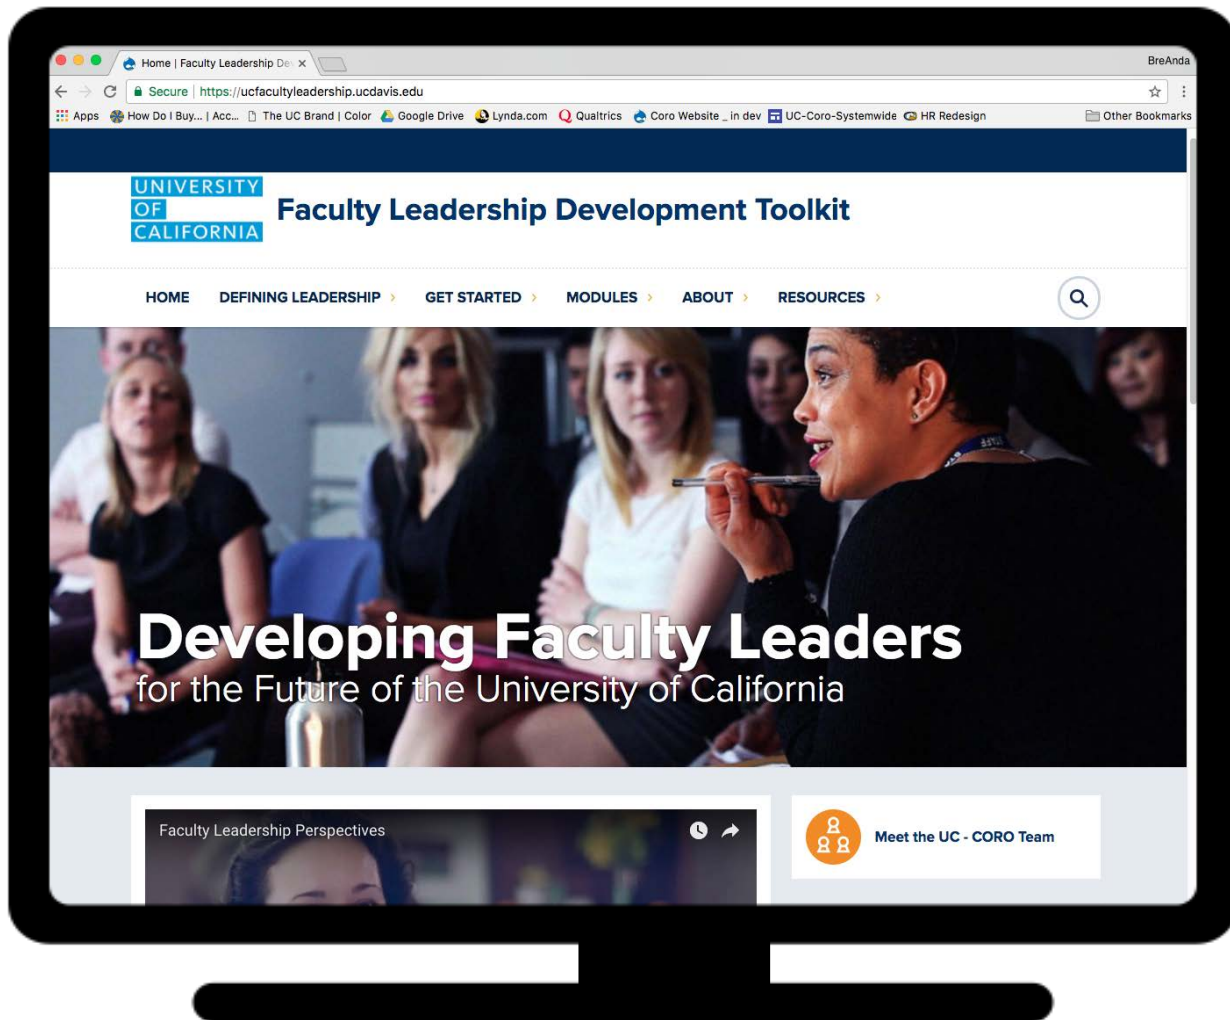 Home | Faculty Leadership De
BreAnda
Secure | https://ucfacultyleadership.ucdavis.edu
Apps How Do I Buy... | Acc... The UC Brand | Color Google Drive Lynda.com Qualtrics Coro Website _ in dev UC-Coro-Systemwide HR Redesign Other Bookmarks
UNIVERSITY
OF
CALIFORNIA
Faculty Leadership Development Toolkit
HOME DEFINING LEADERSHIP GET STARTED MODULES ABOUT RESOURCES
STAFF
Developing Faculty Leaders
for the Future of the University of California
Faculty Leadership Perspectives
Meet the UC - CORO Team